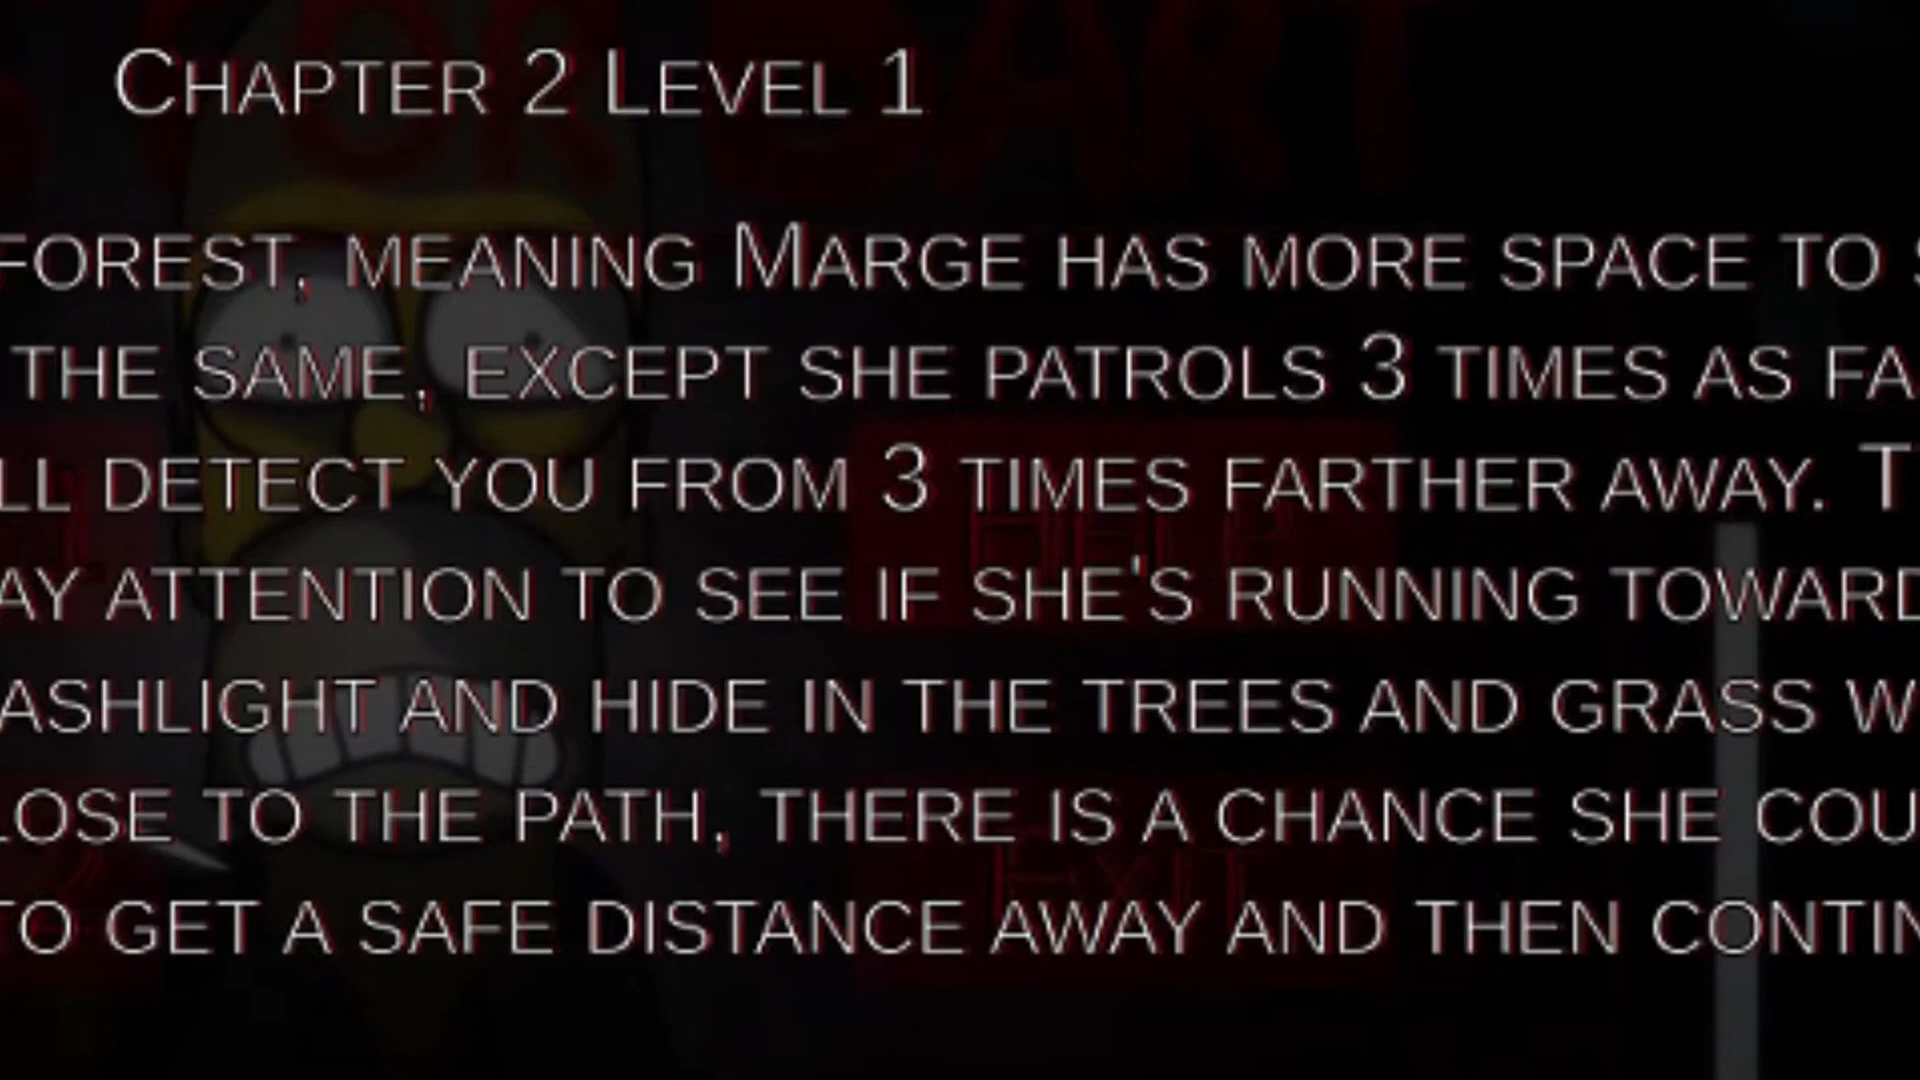 Chapter 2 Level 1
forest, meaning Marge has more space to
the same, except she patrols 3 times as
detect you from 3 times farther away.
attention to see if she's running
and hide in the trees and grass
to the path, there is a chance she
to get a safe distance away and then
Help
Exit